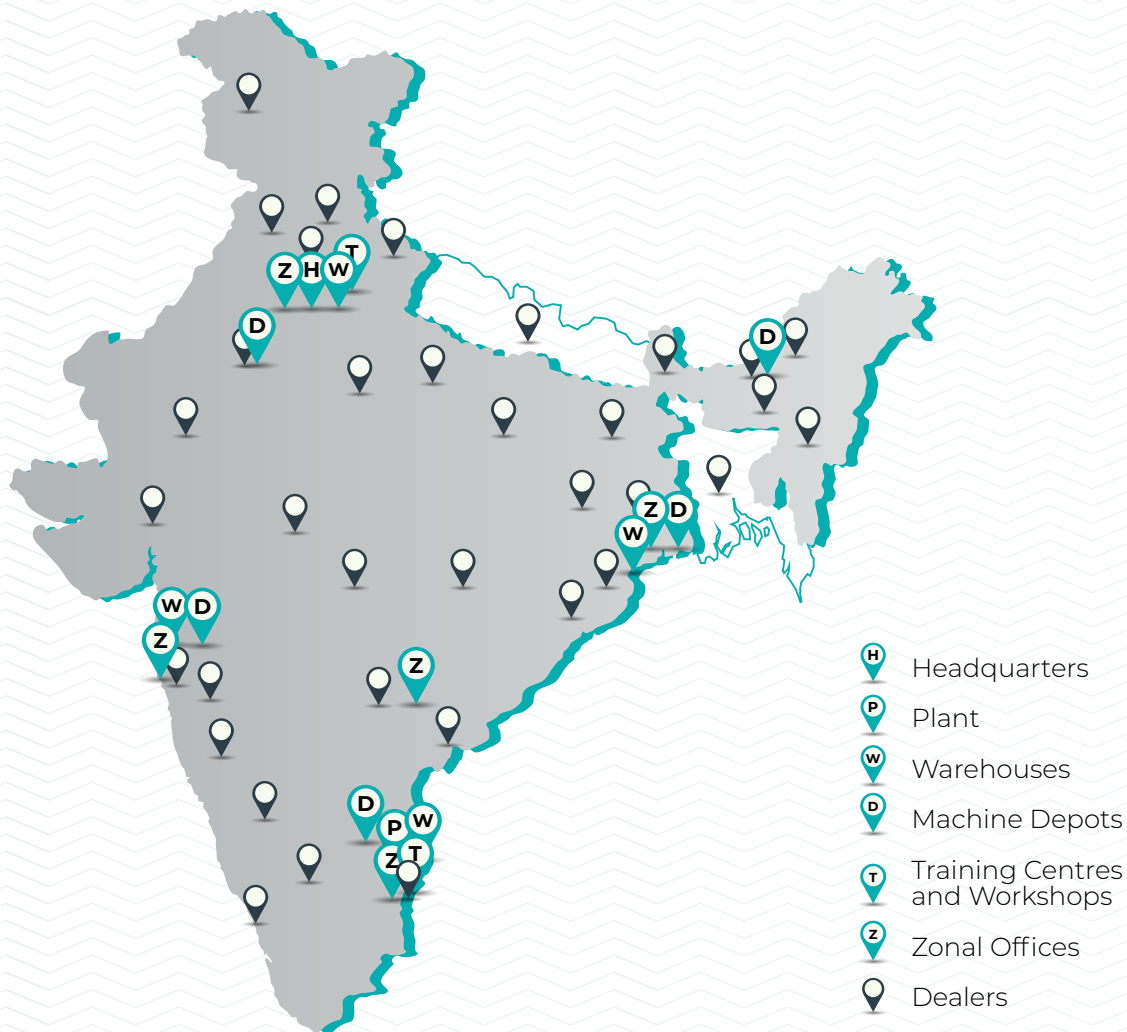 T
Z H W
D
D
Z D
W
W D
Z
Z
D
W
P
T
Z
H Headquarters
P Plant
W Warehouses
D Machine Depots
T Training Centres
and Workshops
Z Zonal Offices
Dealers